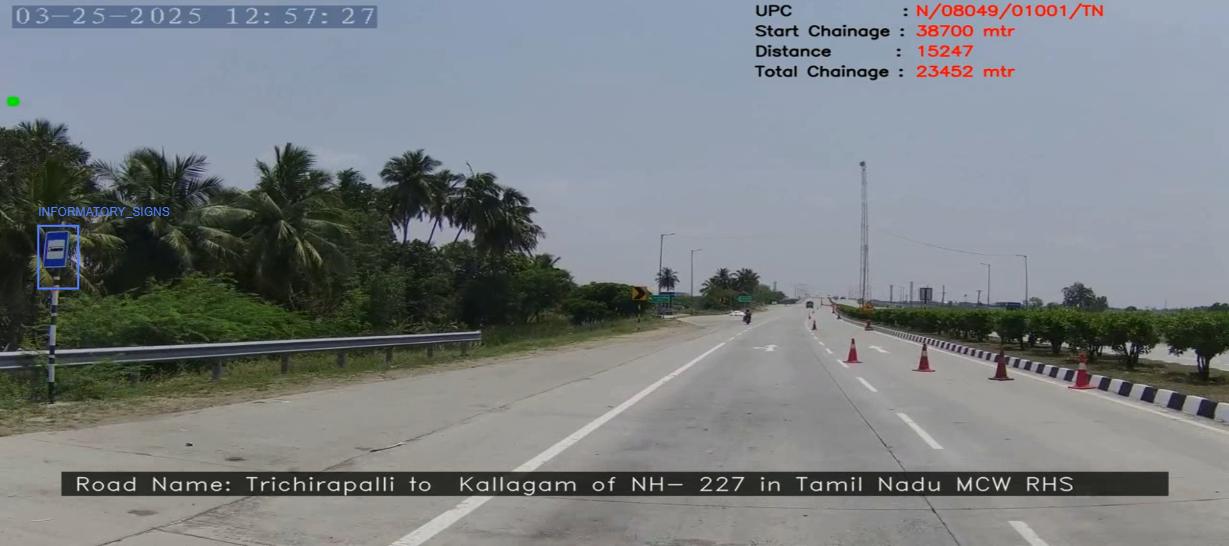 03-25-2025 12:57:27
UPC : N/08049/01001/TN
Start Chainage : 38700 mtr
Distance : 15247
Total Chainage : 23452 mtr
INFORMATORY_SIGNS
Road Name: Trichirapalli to Kallagam of NH- 227 in Tamil Nadu MCW RHS